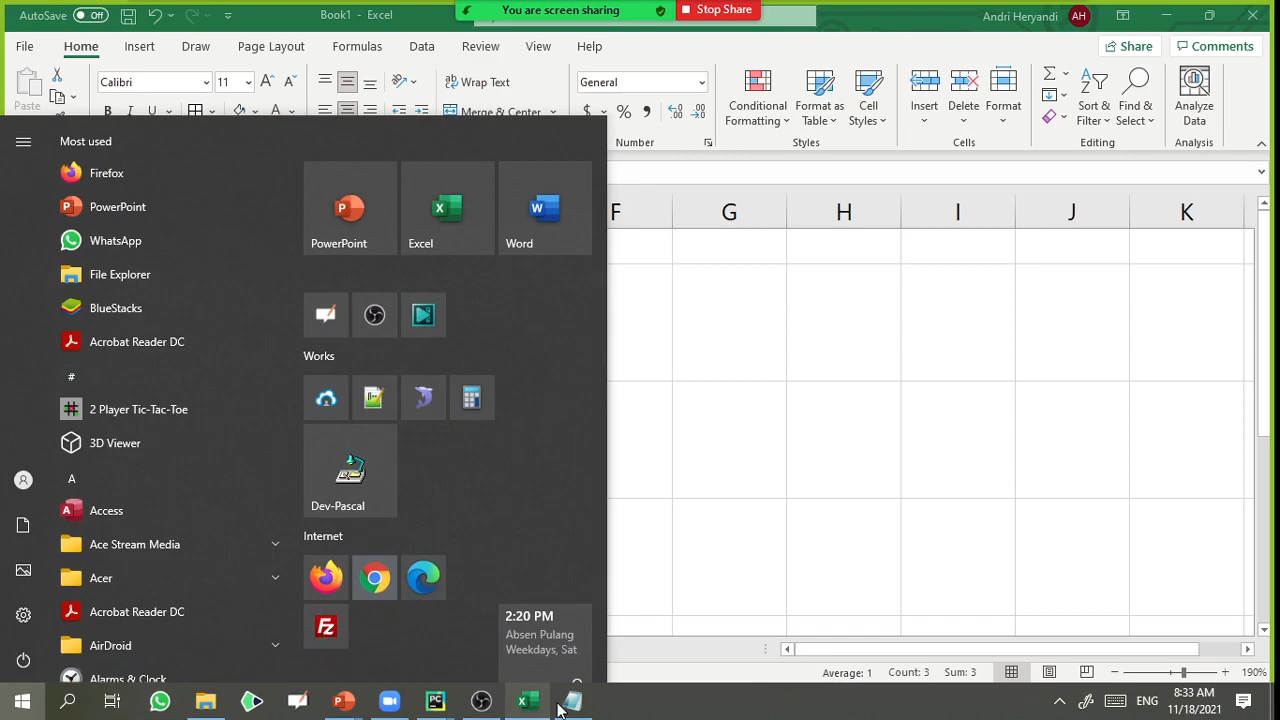 AutoSave Off
Book1 - Excel
You are screen sharing
Stop Share
Andri Heryandi
AH
File Home Insert Draw Page Layout Formulas Data Review View Help
Share
Comments
Paste
Calibri
11
Wrap Text
General
B I U
Merge & Center
$ % ,
Conditional Formatting
Format as Table
Cell Styles
Insert
Delete
Format
Sort & Filter
Find & Select
Analyze Data
Number
Styles
Cells
Editing
Analysis
F G H I J K
Most used
Firefox
PowerPoint
WhatsApp
File Explorer
BlueStacks
Acrobat Reader DC
#
2 Player Tic-Tac-Toe
3D Viewer
A
Access
Ace Stream Media
Acer
Acrobat Reader DC
AirDroid
Alarms & Clock
PowerPoint
Excel
Word
Works
Dev-Pascal
Internet
2:20 PM
Absen Pulang
Weekdays, Sat
Average: 1 Count: 3 Sum: 3
190%
ENG
8:33 AM
11/18/2021